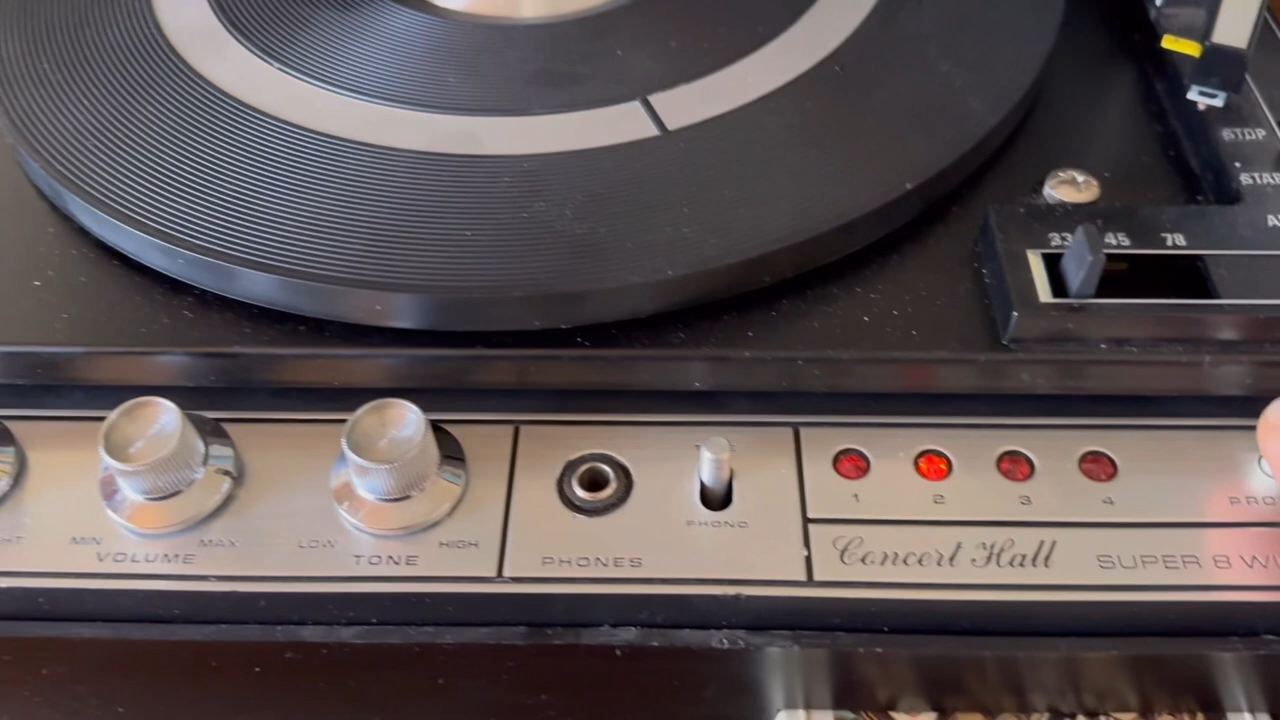 STOP
33 45 78
1 2 3 4
PHONO
MIN VOLUME MAX
LOW TONE HIGH
PHONES
Concert Hall SUPER 8